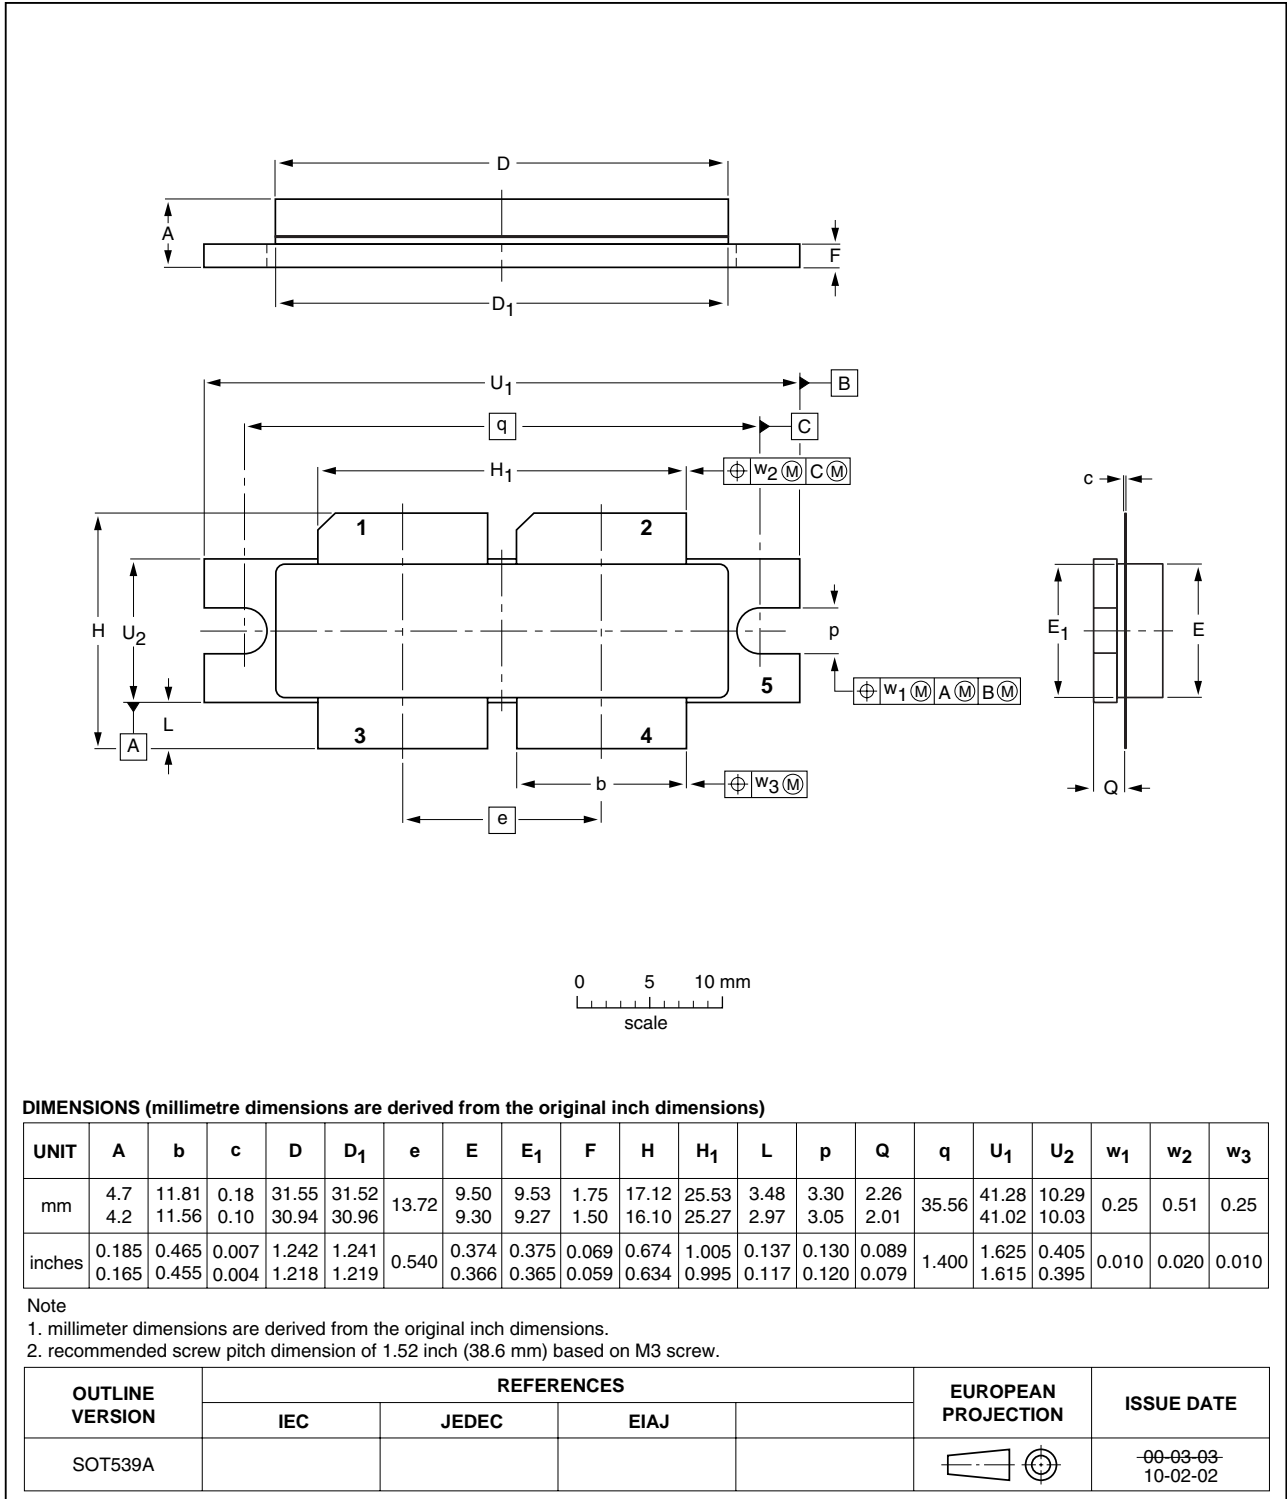 D
A
F
D1
U1
B
q
C
H1
w2 Ⓜ C Ⓜ
c
1
2
H
U2
p
E1
E
5
w1 Ⓜ A Ⓜ B Ⓜ
L
A
3
4
b
w3 Ⓜ
Q
e
0 5 10 mm
scale
DIMENSIONS (millimetre dimensions are derived from the original inch dimensions)
UNIT A b c D D1 e E E1 F H H1 L p Q q U1 U2 w1 w2 w3
mm 4.7 4.2 11.81 11.56 0.18 0.10 31.55 30.94 31.52 30.96 13.72 9.50 9.30 9.53 9.27 1.75 1.50 17.12 16.10 25.53 25.27 3.48 2.97 3.30 3.05 2.26 2.01 35.56 41.28 41.02 10.29 10.03 0.25 0.51 0.25
inches 0.185 0.165 0.465 0.455 0.007 0.004 1.242 1.218 1.241 1.219 0.540 0.374 0.366 0.375 0.365 0.069 0.059 0.674 0.634 1.005 0.995 0.137 0.117 0.130 0.120 0.089 0.079 1.400 1.625 1.615 0.405 0.395 0.010 0.020 0.010
Note
1. millimeter dimensions are derived from the original inch dimensions.
2. recommended screw pitch dimension of 1.52 inch (38.6 mm) based on M3 screw.
OUTLINE VERSION
REFERENCES
EUROPEAN PROJECTION
ISSUE DATE
IEC JEDEC EIAJ
SOT539A
00-03-03
10-02-02